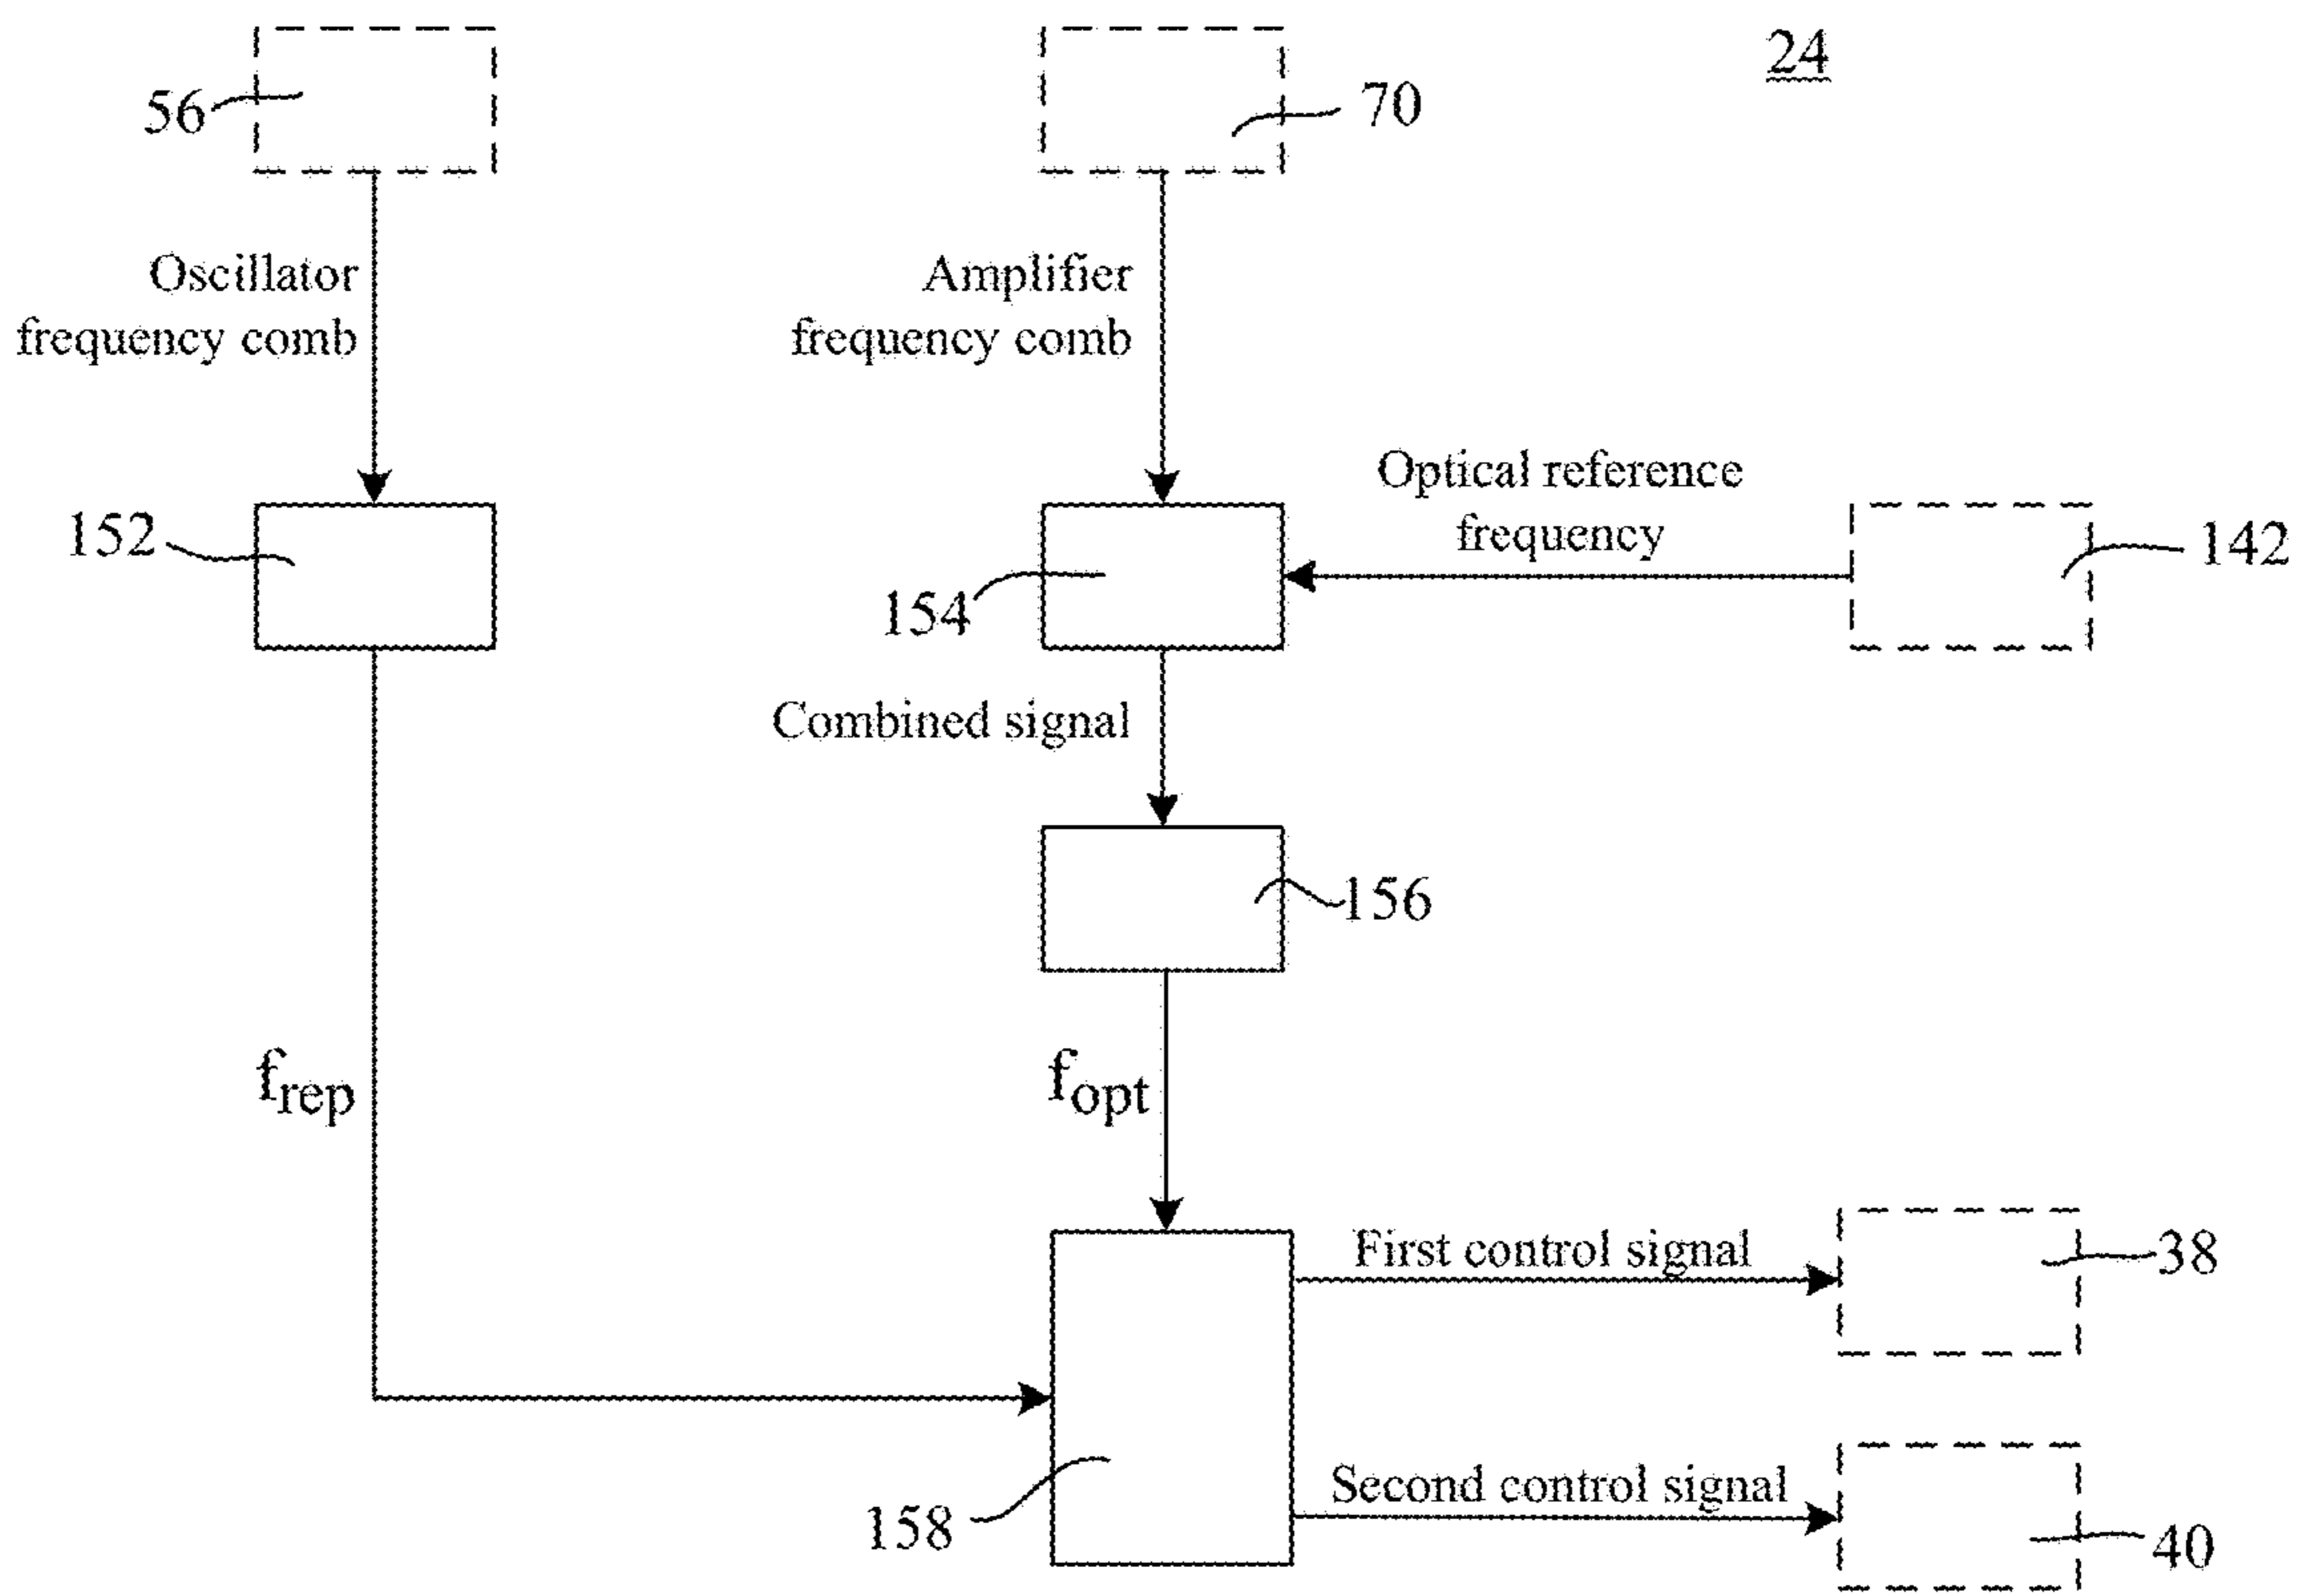 24
56
70
Oscillator
frequency comb
Amplifier
frequency comb
Optical reference
frequency
152
154
142
Combined signal
156
frep
fopt
First control signal
38
Second control signal
158
40